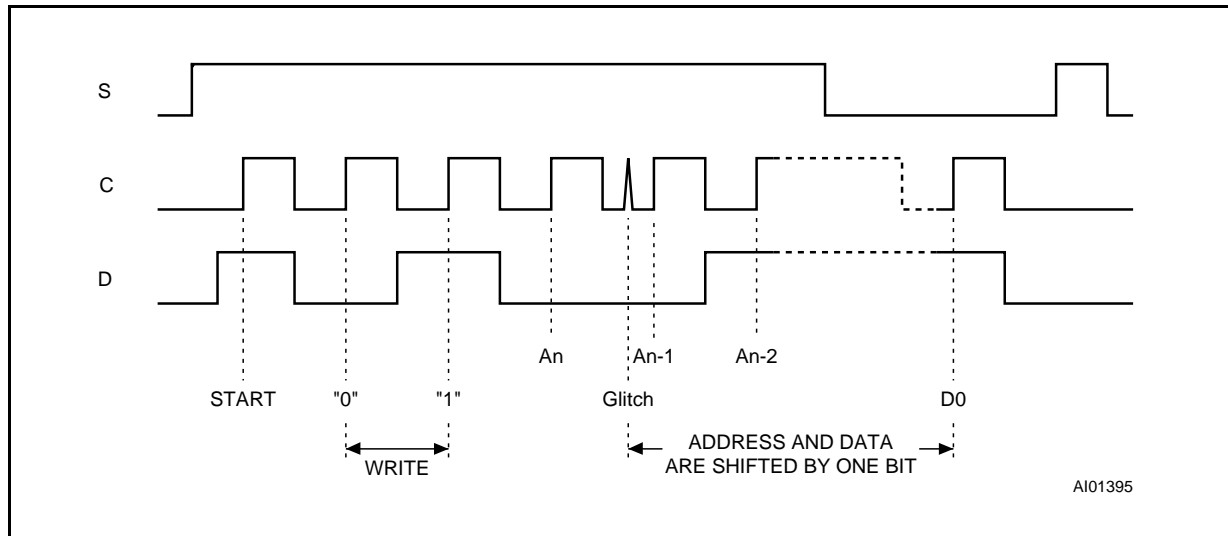 S
C
D
An An-1 An-2
START "0" "1" Glitch D0
WRITE
ADDRESS AND DATA
ARE SHIFTED BY ONE BIT
AI01395